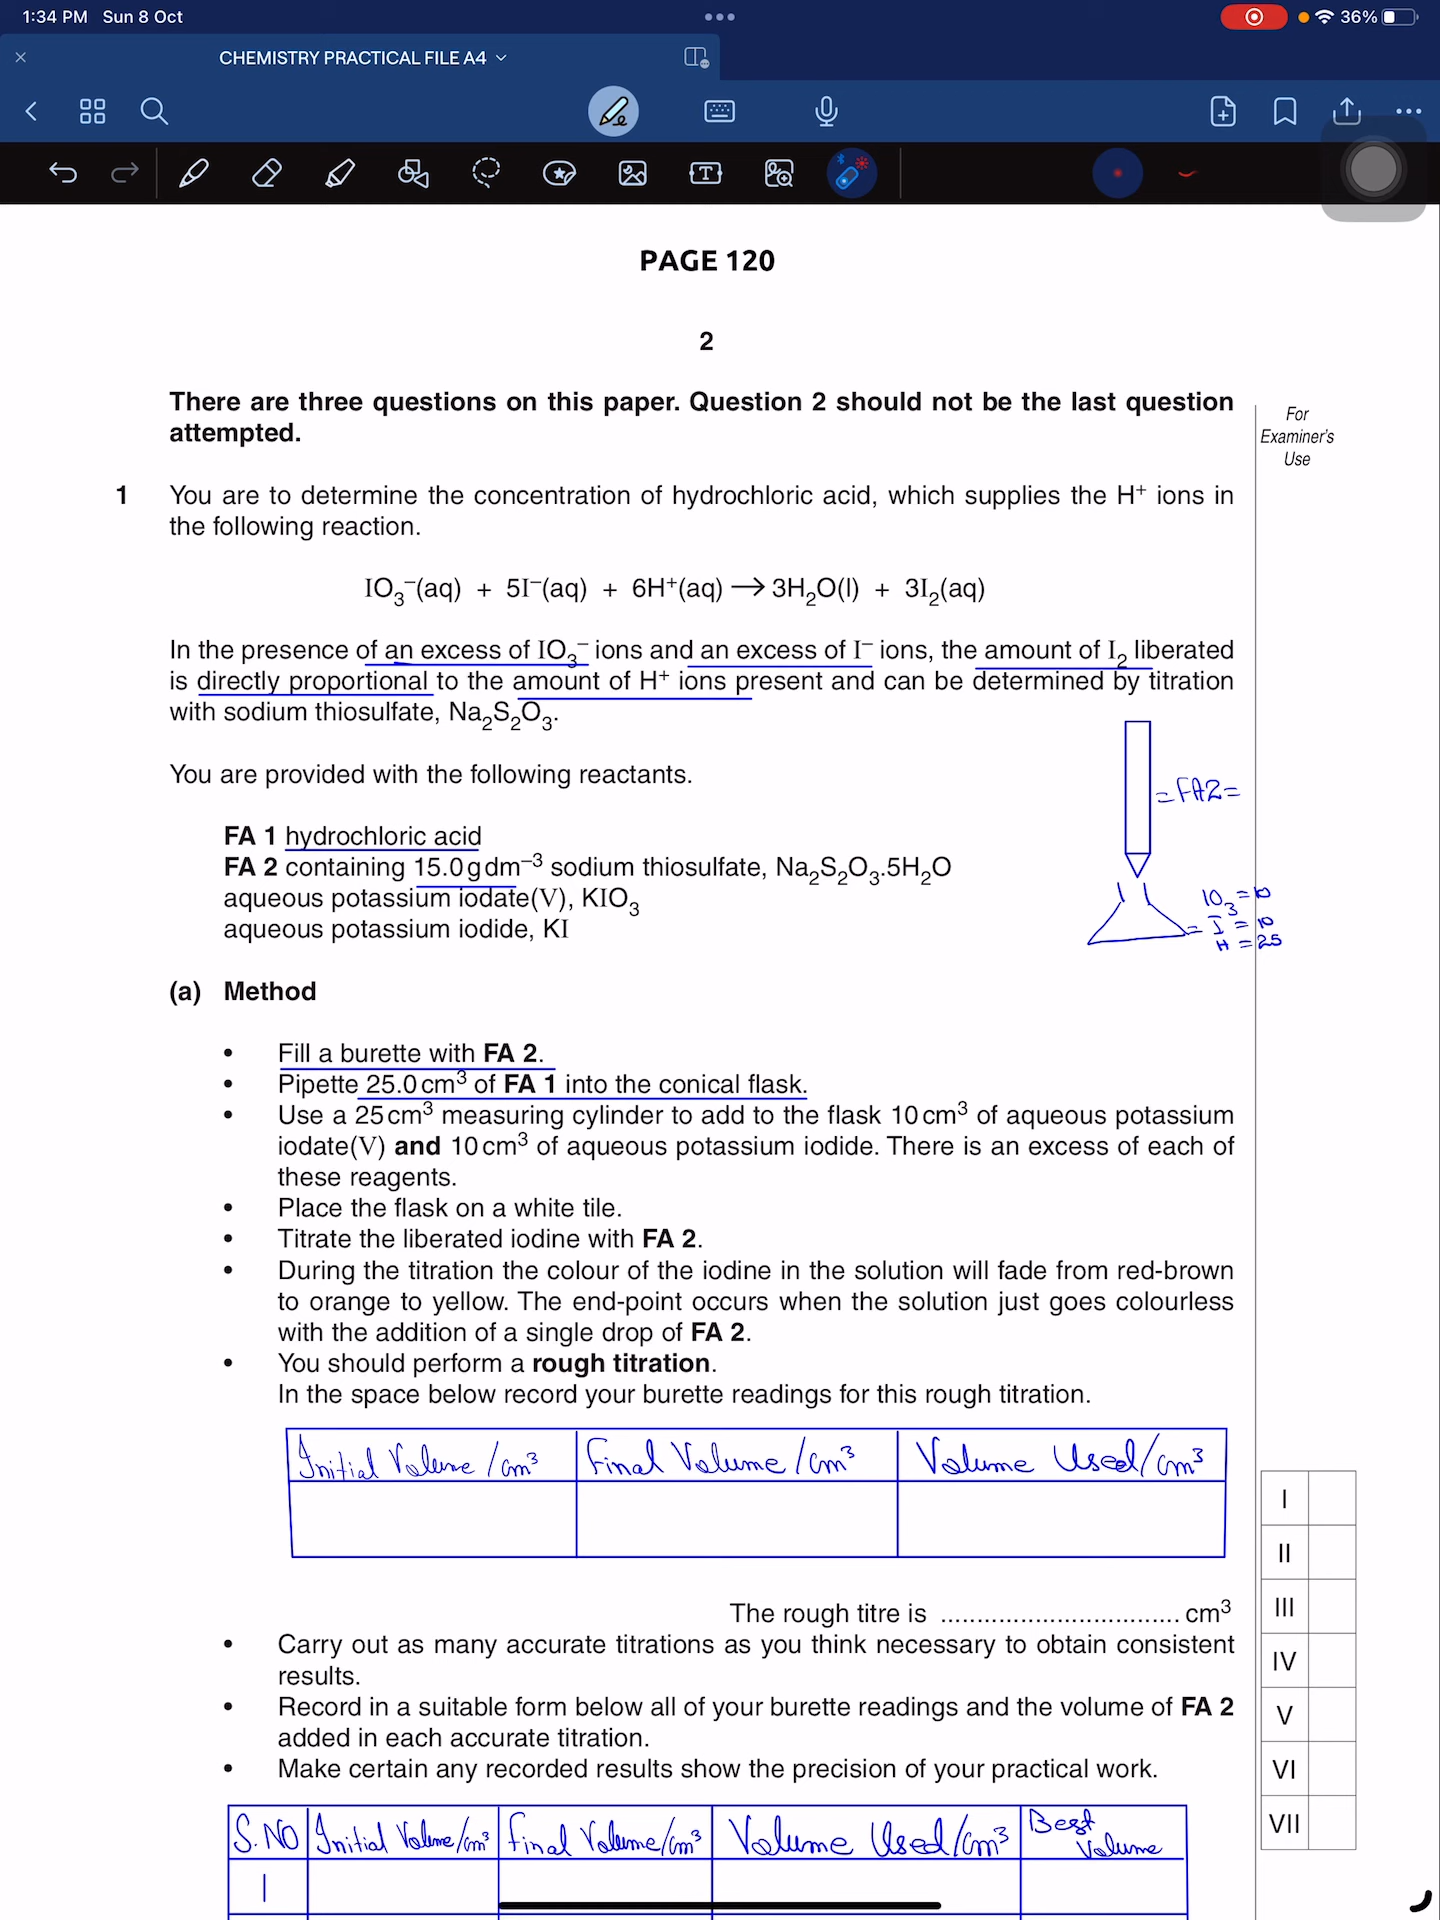 1:34 PM Sun 8 Oct
36%
CHEMISTRY PRACTICAL FILE A4
PAGE 120
2
There are three questions on this paper. Question 2 should not be the last question
attempted.
For
Examiner's
Use
1 You are to determine the concentration of hydrochloric acid, which supplies the H⁺ ions in
the following reaction.
IO₃⁻(aq) + 5I⁻(aq) + 6H⁺(aq) → 3H₂O(l) + 3I₂(aq)
In the presence of an excess of IO₃⁻ ions and an excess of I⁻ ions, the amount of I₂ liberated
is directly proportional to the amount of H⁺ ions present and can be determined by titration
with sodium thiosulfate, Na₂S₂O₃.
You are provided with the following reactants.
=FA2=
FA 1 hydrochloric acid
FA 2 containing 15.0 g dm⁻³ sodium thiosulfate, Na₂S₂O₃.5H₂O
aqueous potassium iodate(V), KIO₃
aqueous potassium iodide, KI
IO₃ = 10
= I = 10
H = 25
(a) Method
• Fill a burette with FA 2.
• Pipette 25.0 cm³ of FA 1 into the conical flask.
• Use a 25 cm³ measuring cylinder to add to the flask 10 cm³ of aqueous potassium
iodate(V) and 10 cm³ of aqueous potassium iodide. There is an excess of each of
these reagents.
• Place the flask on a white tile.
• Titrate the liberated iodine with FA 2.
• During the titration the colour of the iodine in the solution will fade from red-brown
to orange to yellow. The end-point occurs when the solution just goes colourless
with the addition of a single drop of FA 2.
• You should perform a rough titration.
In the space below record your burette readings for this rough titration.
Initial Volume /cm³ Final Volume /cm³ Volume Used/cm³
The rough titre is ................................. cm³
• Carry out as many accurate titrations as you think necessary to obtain consistent
results.
• Record in a suitable form below all of your burette readings and the volume of FA 2
added in each accurate titration.
• Make certain any recorded results show the precision of your practical work.
I
II
III
IV
V
VI
VII
S.NO Initial Volume/cm³ Final Volume/cm³ Volume Used/cm³ Best Volume
1